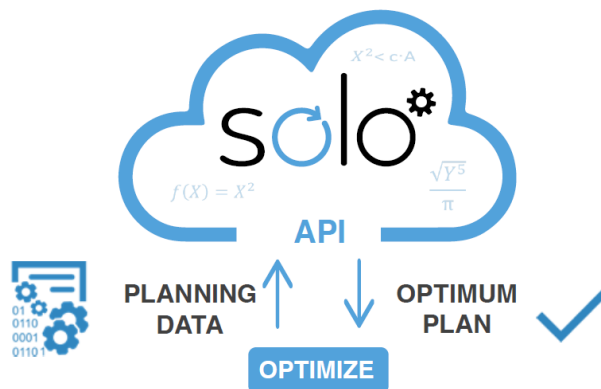 X² < c·A
solo
f(X) = X²
√Y⁵
π
API
PLANNING
DATA
OPTIMUM
PLAN
01
0110
0001
01101
OPTIMIZE